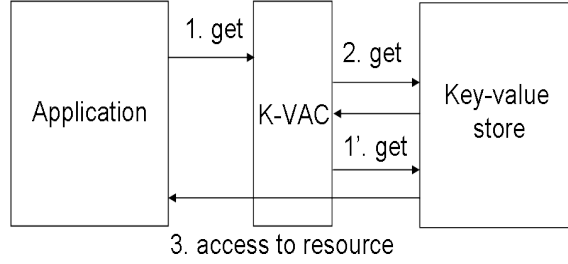 1. get
2. get
Application
K-VAC
Key-value
store
1'. get
3. access to resource